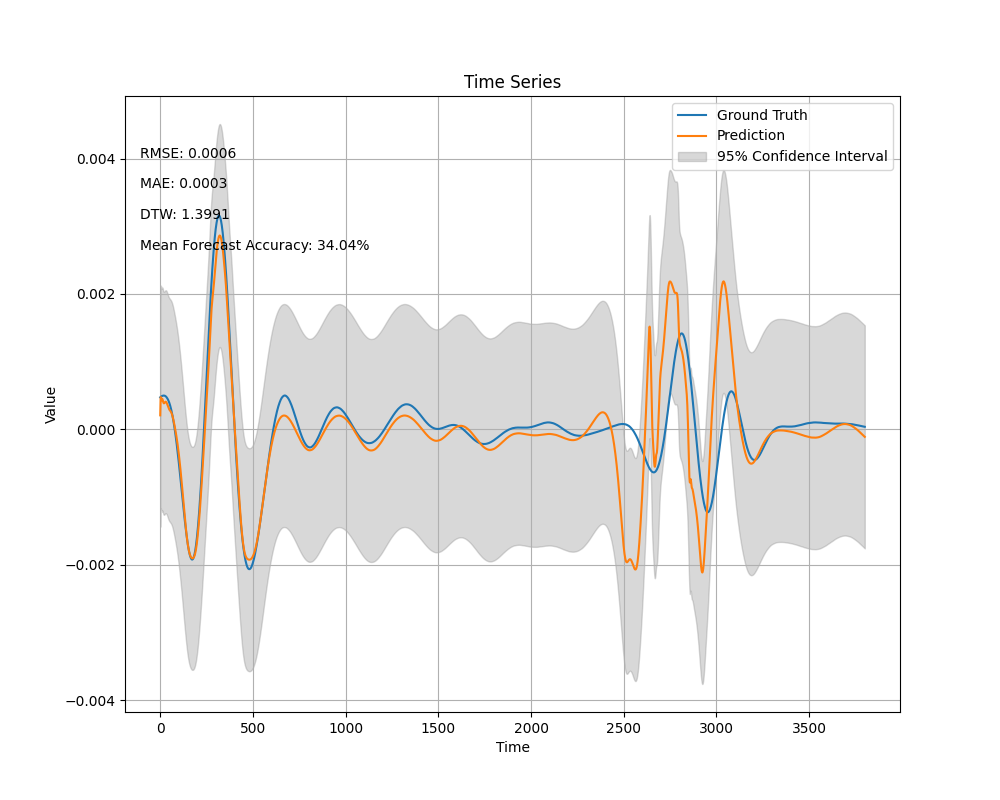 Time Series
Ground Truth
Prediction
95% Confidence Interval
RMSE: 0.0006
MAE: 0.0003
DTW: 1.3991
Mean Forecast Accuracy: 34.04%
Value
0.004
0.002
0.000
−0.002
−0.004
0 500 1000 1500 2000 2500 3000 3500
Time